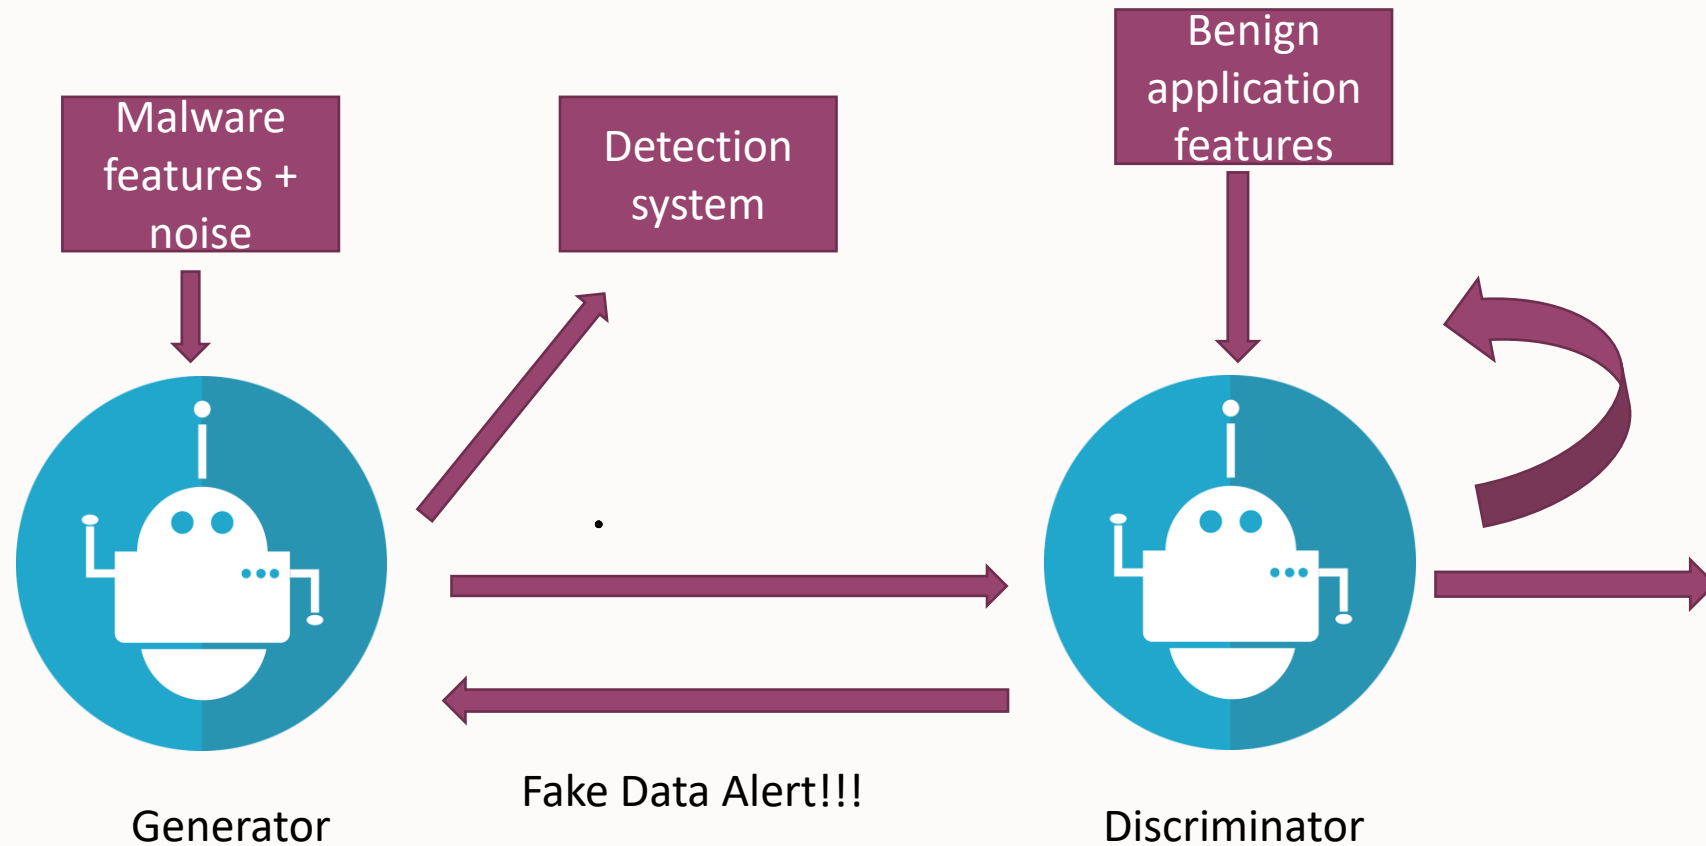 Malware
features +
noise
Detection
system
Benign
application
features
Fake Data Alert!!!
Generator
Discriminator